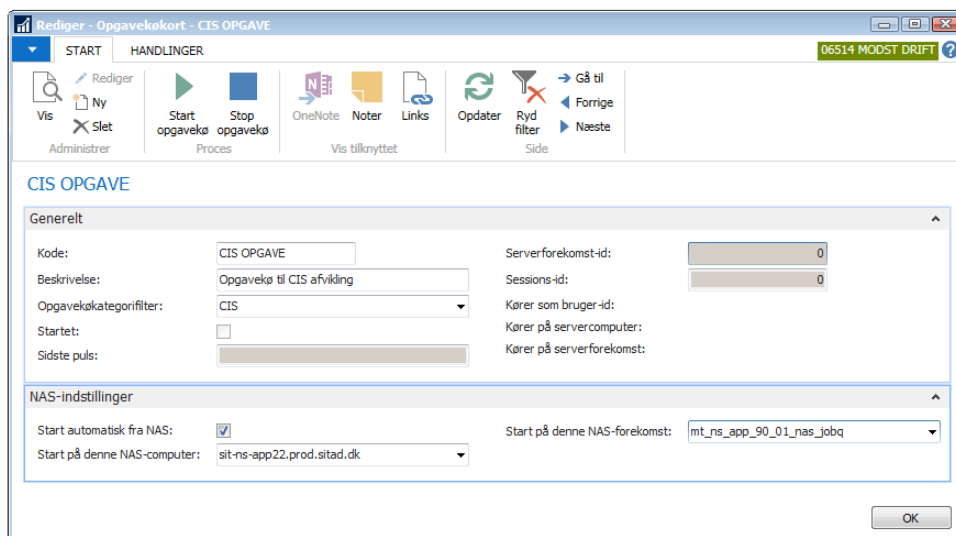 Rediger - Opgavekøkort - CIS OPGAVE
START HANDLINGER 06514 MODST DRIFT
Vis
Rediger
Ny
Slet
Administrer
Start opgavekø
Stop opgavekø
Proces
OneNote
Noter
Links
Vis tilknyttet
Opdater
Ryd filter
Gå til
Forrige
Næste
Side
CIS OPGAVE
Generelt
Kode: CIS OPGAVE
Beskrivelse: Opgavekø til CIS afvikling
Opgavekøkategorifilter: CIS
Startet:
Sidste puls:
Serverforekomst-id: 0
Sessions-id: 0
Kører som bruger-id:
Kører på servercomputer:
Kører på serverforekomst:
NAS-indstillinger
Start automatisk fra NAS:
Start på denne NAS-computer: sit-ns-app22.prod.sitad.dk
Start på denne NAS-forekomst: mt_ns_app_90_01_nas_jobq
OK